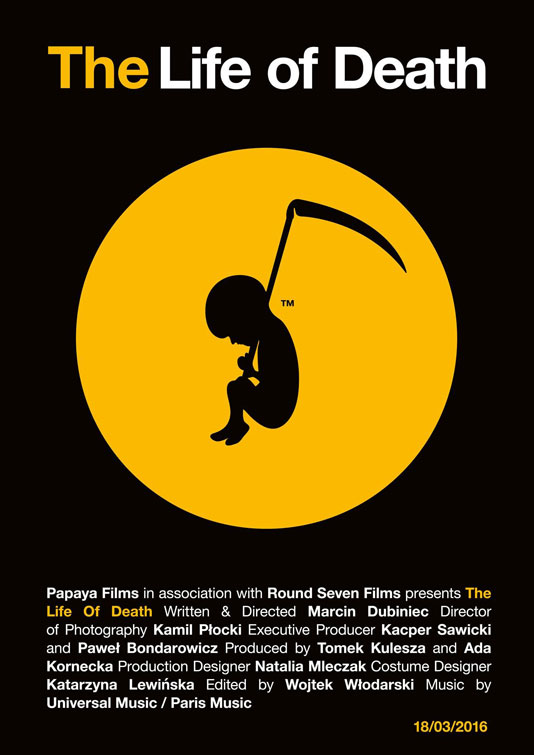 The Life of Death
TM
Papaya Films in association with Round Seven Films presents The
Life Of Death Written & Directed Marcin Dubiniec Director
of Photography Kamil Płocki Executive Producer Kacper Sawicki
and Paweł Bondarowicz Produced by Tomek Kulesza and Ada
Kornecka Production Designer Natalia Mleczak Costume Designer
Katarzyna Lewińska Edited by Wojtek Włodarski Music by
Universal Music / Paris Music
18/03/2016